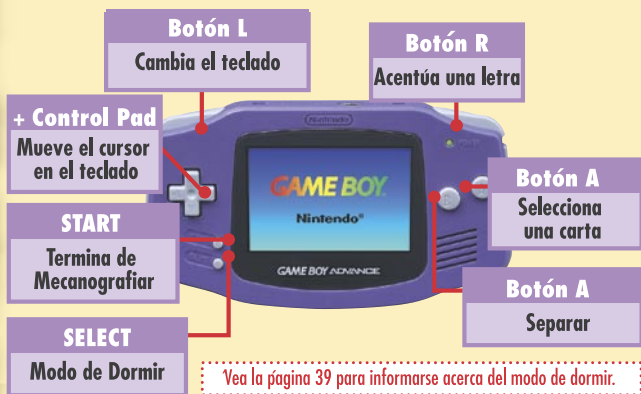 Botón L
Cambia el teclado
Botón R
Acentúa una letra
+ Control Pad
Mueve el cursor
en el teclado
START
Termina de
Mecanografiar
SELECT
Modo de Dormir
Nintendo
GAME BOY
Nintendo®
GAME BOY ADVANCE
Botón A
Selecciona
una carta
Botón A
Separar
Vea la página 39 para informarse acerca del modo de dormir.